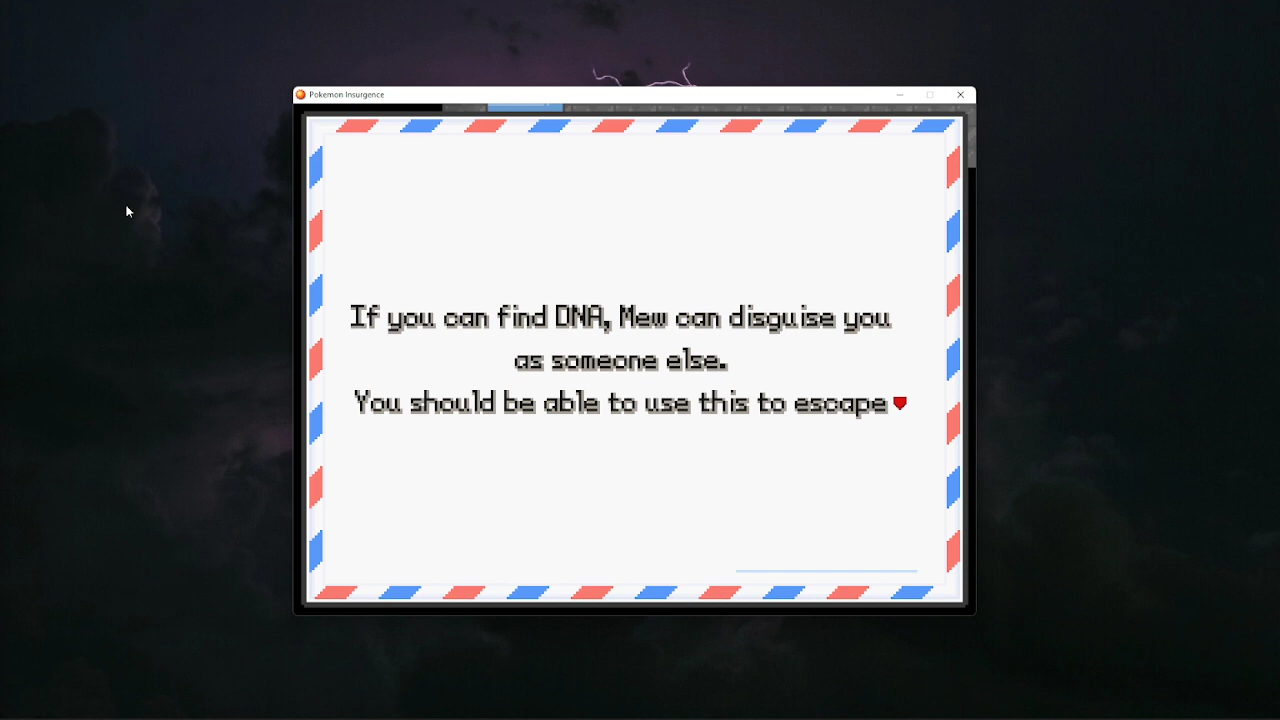 Pokemon Insurgence
If you can find DNA, Mew can disguise you
as someone else.
You should be able to use this to escape